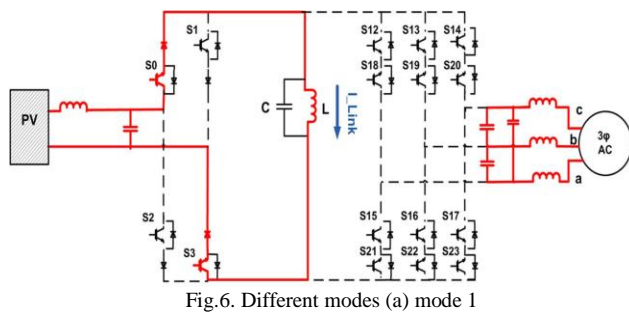 S12 S13 S14
S1
S0
S18 S19 S20
c
PV
C L I_Link
3φ
b
AC
a
S2 S15 S16 S17
S3 S21 S22 S23
Fig.6. Different modes (a) mode 1